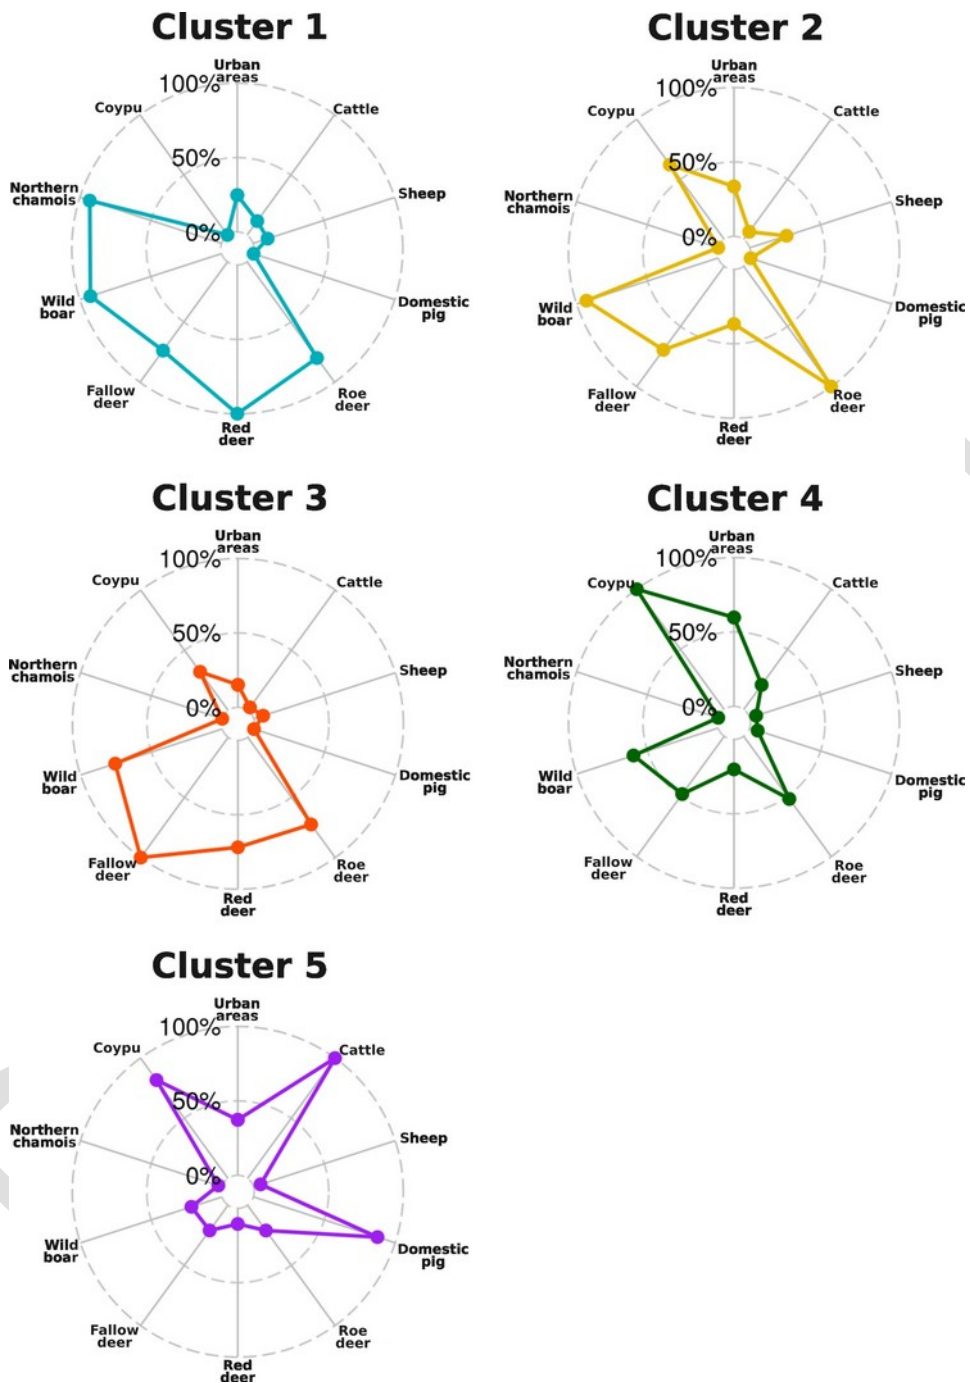 Cluster 1
Urban
areas
100%
Coypu
Cattle
50%
Northern
chamois
Sheep
0%
Wild
boar
Domestic
pig
Fallow
deer
Roe
deer
Red
deer
Cluster 2
Urban
areas
100%
Coypu
Cattle
50%
Northern
chamois
Sheep
0%
Wild
boar
Domestic
pig
Fallow
deer
Roe
deer
Red
deer
Cluster 3
Urban
areas
100%
Coypu
Cattle
50%
Northern
chamois
Sheep
0%
Wild
boar
Domestic
pig
Fallow
deer
Roe
deer
Red
deer
Cluster 4
Urban
areas
100%
Coypu
Cattle
50%
Northern
chamois
Sheep
0%
Wild
boar
Domestic
pig
Fallow
deer
Roe
deer
Red
deer
Cluster 5
Urban
areas
100%
Coypu
Cattle
50%
Northern
chamois
Sheep
0%
Wild
boar
Domestic
pig
Fallow
deer
Roe
deer
Red
deer